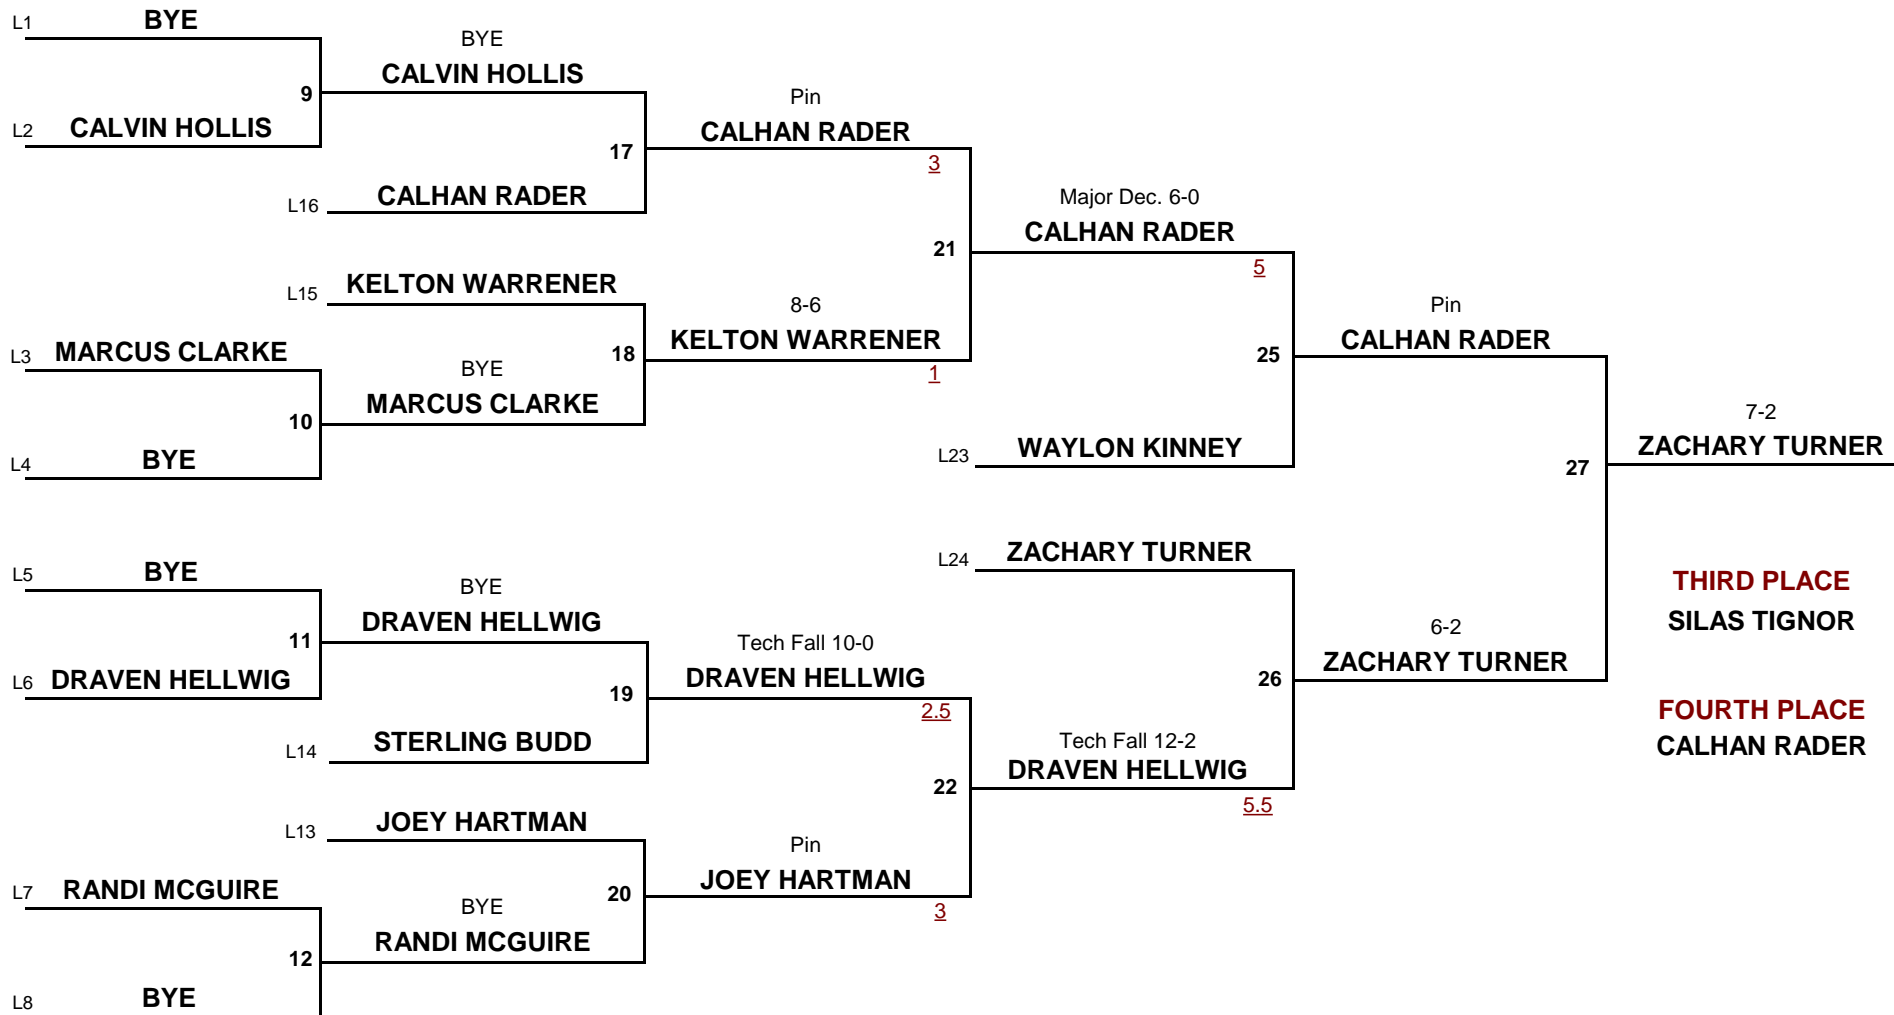 L1 BYE
BYE
CALVIN HOLLIS
9
L2 CALVIN HOLLIS
Pin
CALHAN RADER
3
17
L16 CALHAN RADER
Major Dec. 6-0
CALHAN RADER
5
21
L15 KELTON WARRENER
8-6
KELTON WARRENER
1
18
L3 MARCUS CLARKE
BYE
MARCUS CLARKE
10
L4 BYE
Pin
CALHAN RADER
25
L23 WAYLON KINNEY
7-2
ZACHARY TURNER
27
L24 ZACHARY TURNER
6-2
ZACHARY TURNER
26
THIRD PLACE
SILAS TIGNOR
FOURTH PLACE
CALHAN RADER
L5 BYE
BYE
DRAVEN HELLWIG
11
L6 DRAVEN HELLWIG
Tech Fall 10-0
DRAVEN HELLWIG
2.5
19
L14 STERLING BUDD
Tech Fall 12-2
DRAVEN HELLWIG
5.5
22
L13 JOEY HARTMAN
Pin
JOEY HARTMAN
3
20
L7 RANDI MCGUIRE
BYE
RANDI MCGUIRE
12
L8 BYE